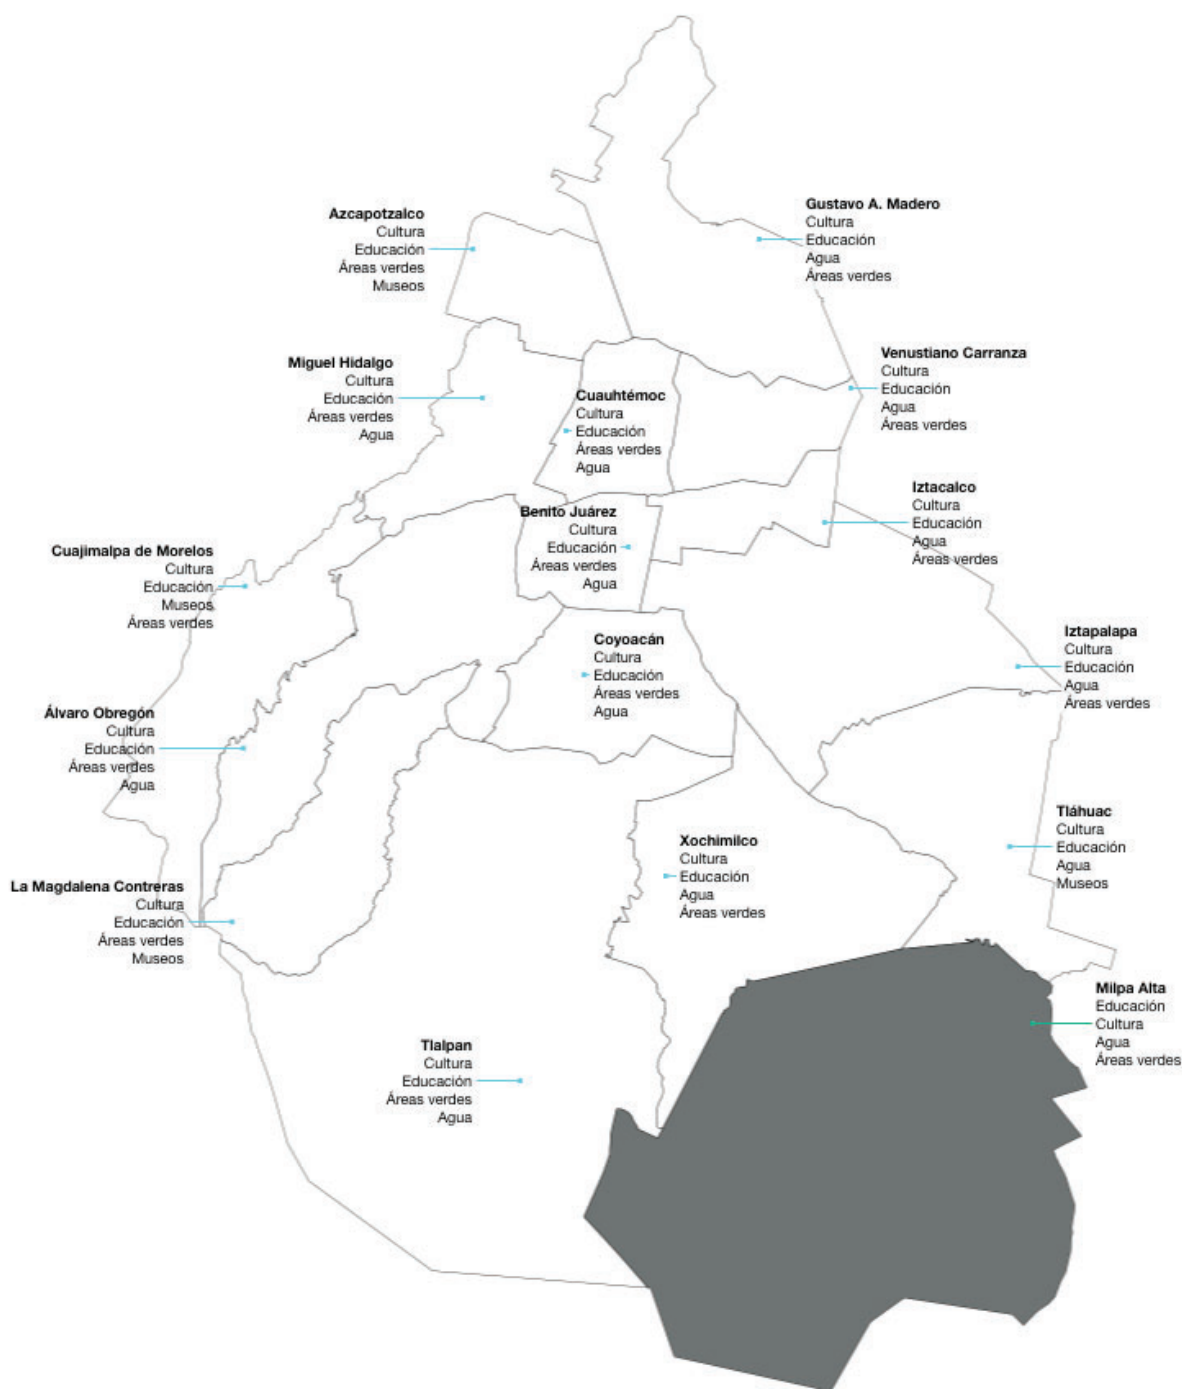 Azcapotzalco
Cultura
Educación
Áreas verdes
Museos
Gustavo A. Madero
Cultura
Educación
Agua
Áreas verdes
Miguel Hidalgo
Cultura
Educación
Áreas verdes
Agua
Cuauhtémoc
Cultura
Educación
Áreas verdes
Agua
Venustiano Carranza
Cultura
Educación
Agua
Áreas verdes
Benito Juárez
Cultura
Educación
Áreas verdes
Agua
Iztacalco
Cultura
Educación
Agua
Áreas verdes
Cuajimalpa de Morelos
Cultura
Educación
Museos
Áreas verdes
Coyoacán
Cultura
Educación
Áreas verdes
Agua
Iztapalapa
Cultura
Educación
Agua
Áreas verdes
Álvaro Obregón
Cultura
Educación
Áreas verdes
Agua
Xochimilco
Cultura
Educación
Agua
Áreas verdes
Tláhuac
Cultura
Educación
Agua
Museos
La Magdalena Contreras
Cultura
Educación
Áreas verdes
Museos
Tlalpan
Cultura
Educación
Áreas verdes
Agua
Milpa Alta
Educación
Cultura
Agua
Áreas verdes